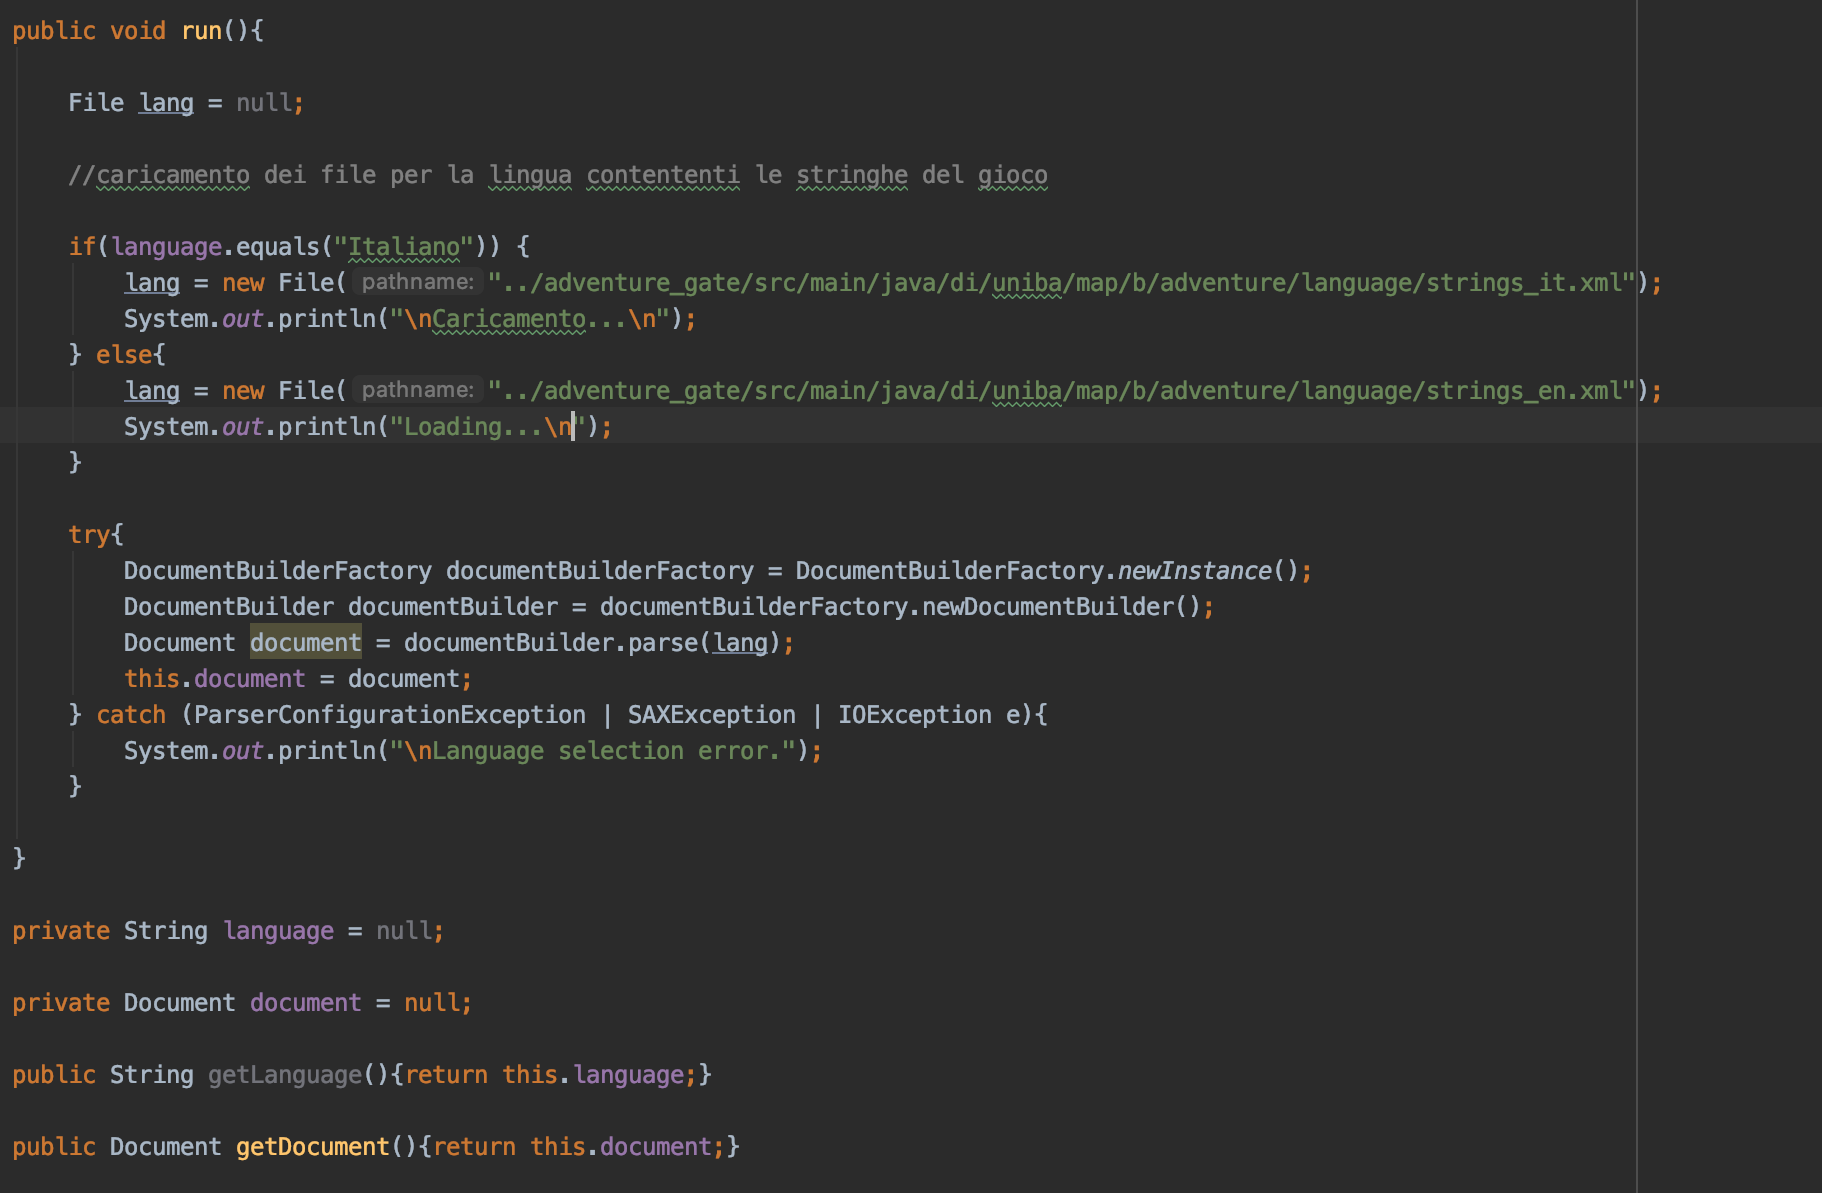 public void run(){
File lang = null;
//caricamento dei file per la lingua contententi le stringhe del gioco
if(language.equals("Italiano")) {
lang = new File( pathname: "../adventure_gate/src/main/java/di/uniba/map/b/adventure/language/strings_it.xml");
System.out.println("\nCaricamento...\n");
} else{
lang = new File( pathname: "../adventure_gate/src/main/java/di/uniba/map/b/adventure/language/strings_en.xml");
System.out.println("Loading...\n");
}
try{
DocumentBuilderFactory documentBuilderFactory = DocumentBuilderFactory.newInstance();
DocumentBuilder documentBuilder = documentBuilderFactory.newDocumentBuilder();
Document document = documentBuilder.parse(lang);
this.document = document;
} catch (ParserConfigurationException | SAXException | IOException e){
System.out.println("\nLanguage selection error.");
}
}
private String language = null;
private Document document = null;
public String getLanguage(){return this.language;}
public Document getDocument(){return this.document;}